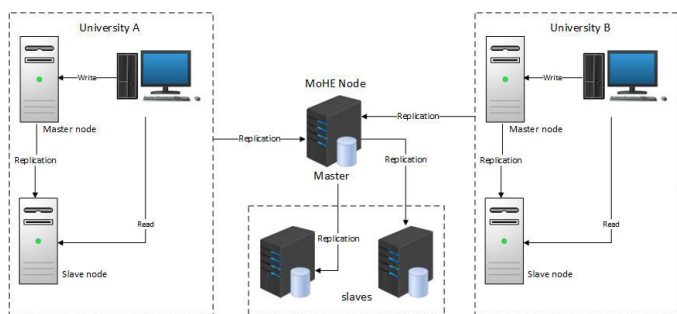 University A
Write
Master node
Replication
Read
Slave node
MoHE Node
Replication
Replication
Replication
Master
Replication
slaves
University B
Write
Master node
Replication
Read
Slave node